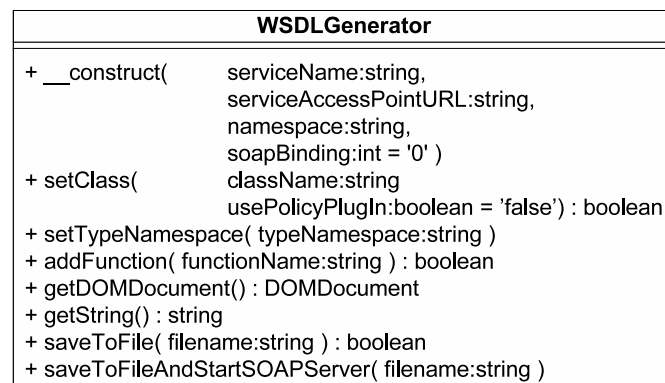 WSDLGenerator
+ __construct( serviceName:string,
serviceAccessPointURL:string,
namespace:string,
soapBinding:int = '0' )
+ setClass( className:string
usePolicyPlugIn:boolean = 'false') : boolean
+ setTypeNamespace( typeNamespace:string )
+ addFunction( functionName:string ) : boolean
+ getDOMDocument() : DOMDocument
+ getString() : string
+ saveToFile( filename:string ) : boolean
+ saveToFileAndStartSOAPServer( filename:string )